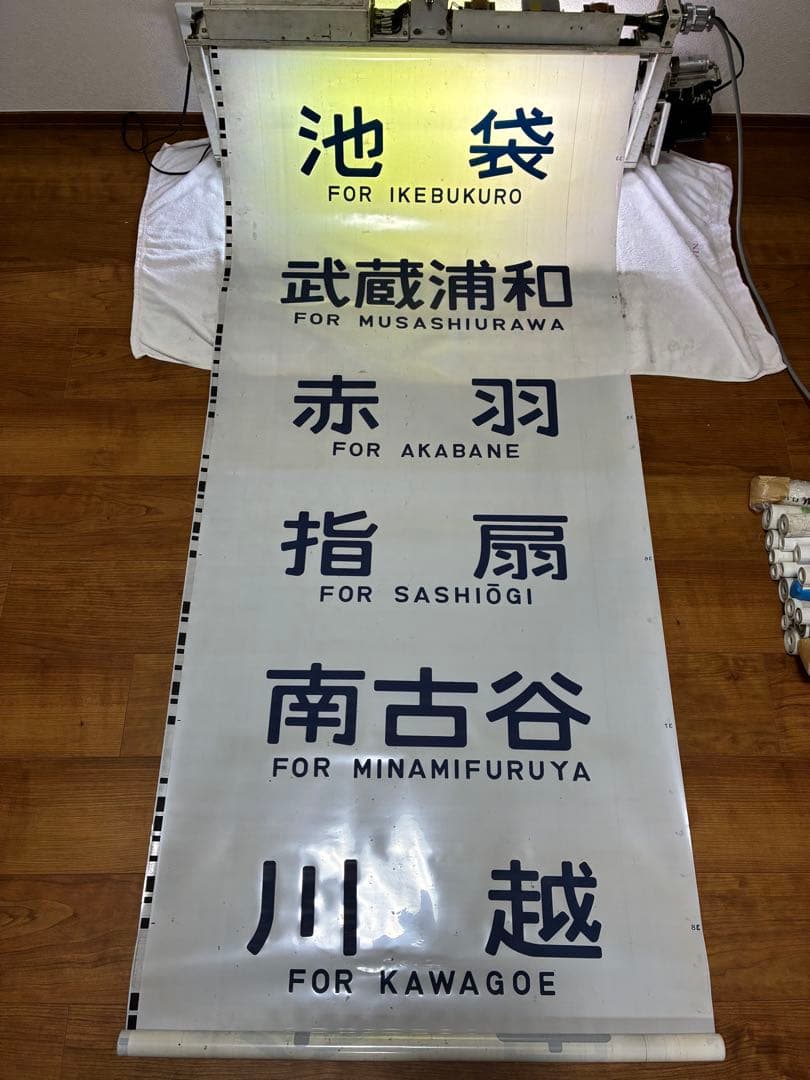 池袋
FOR IKEBUKURO
武蔵浦和
FOR MUSASHIURAWA
赤羽
FOR AKABANE
指扇
FOR SASHIŌGI
南古谷
FOR MINAMIFURUYA
川越
FOR KAWAGOE